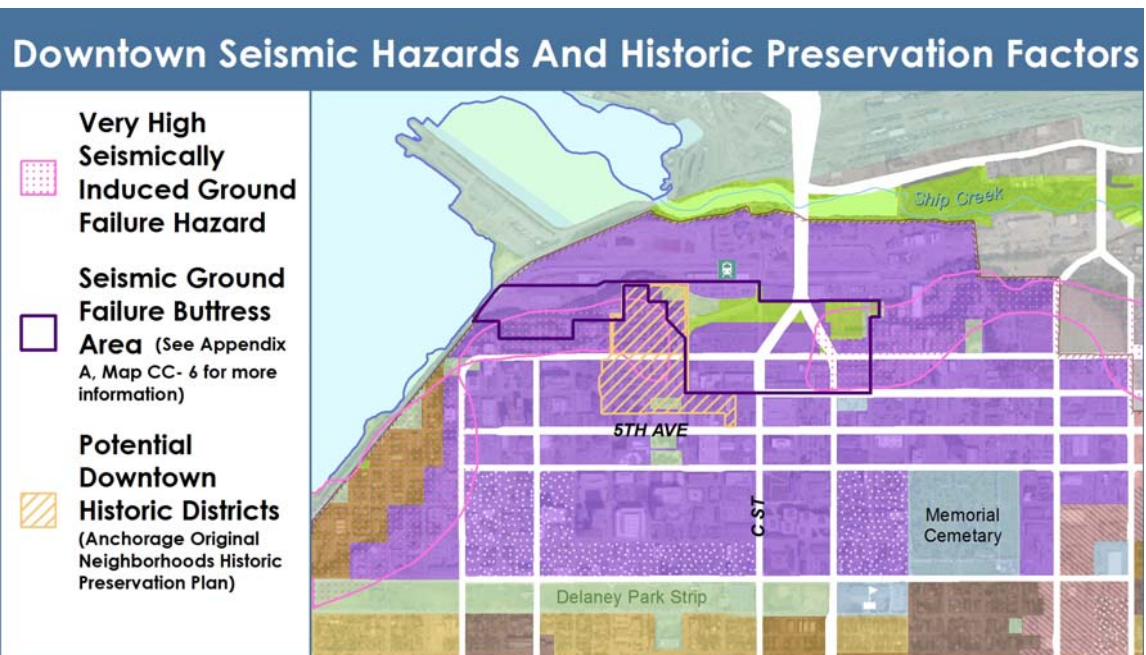 Downtown Seismic Hazards And Historic Preservation Factors
Very High
Seismically
Induced Ground
Failure Hazard
Seismic Ground
Failure Buttress
Area (See Appendix
A, Map CC- 6 for more
information)
Potential
Downtown
Historic Districts
(Anchorage Original
Neighborhoods Historic
Preservation Plan)
Ship Creek
5TH AVE
C ST
Memorial
Cemetary
Delaney Park Strip